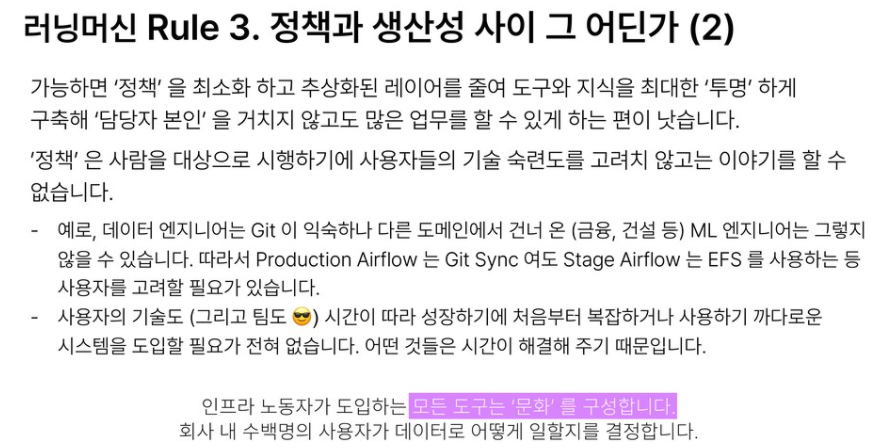 러닝머신 Rule 3. 정책과 생산성 사이 그 어딘가 (2)
가능하면 ‘정책’ 을 최소화 하고 추상화된 레이어를 줄여 도구와 지식을 최대한 ‘투명’ 하게
구축해 ‘담당자 본인’ 을 거치지 않고도 많은 업무를 할 수 있게 하는 편이 낫습니다.
‘정책’ 은 사람을 대상으로 시행하기에 사용자들의 기술 숙련도를 고려치 않고는 이야기를 할 수
없습니다.
- 예로, 데이터 엔지니어는 Git 이 익숙하나 다른 도메인에서 건너 온 (금융, 건설 등) ML 엔지니어는 그렇지
않을 수 있습니다. 따라서 Production Airflow 는 Git Sync 여도 Stage Airflow 는 EFS 를 사용하는 등
사용자를 고려할 필요가 있습니다.
- 사용자의 기술도 (그리고 팀도 😎) 시간이 따라 성장하기에 처음부터 복잡하거나 사용하기 까다로운
시스템을 도입할 필요가 전혀 없습니다. 어떤 것들은 시간이 해결해 주기 때문입니다.
인프라 노동자가 도입하는 모든 도구는 ‘문화’ 를 구성합니다.
회사 내 수백명의 사용자가 데이터로 어떻게 일할지를 결정합니다.